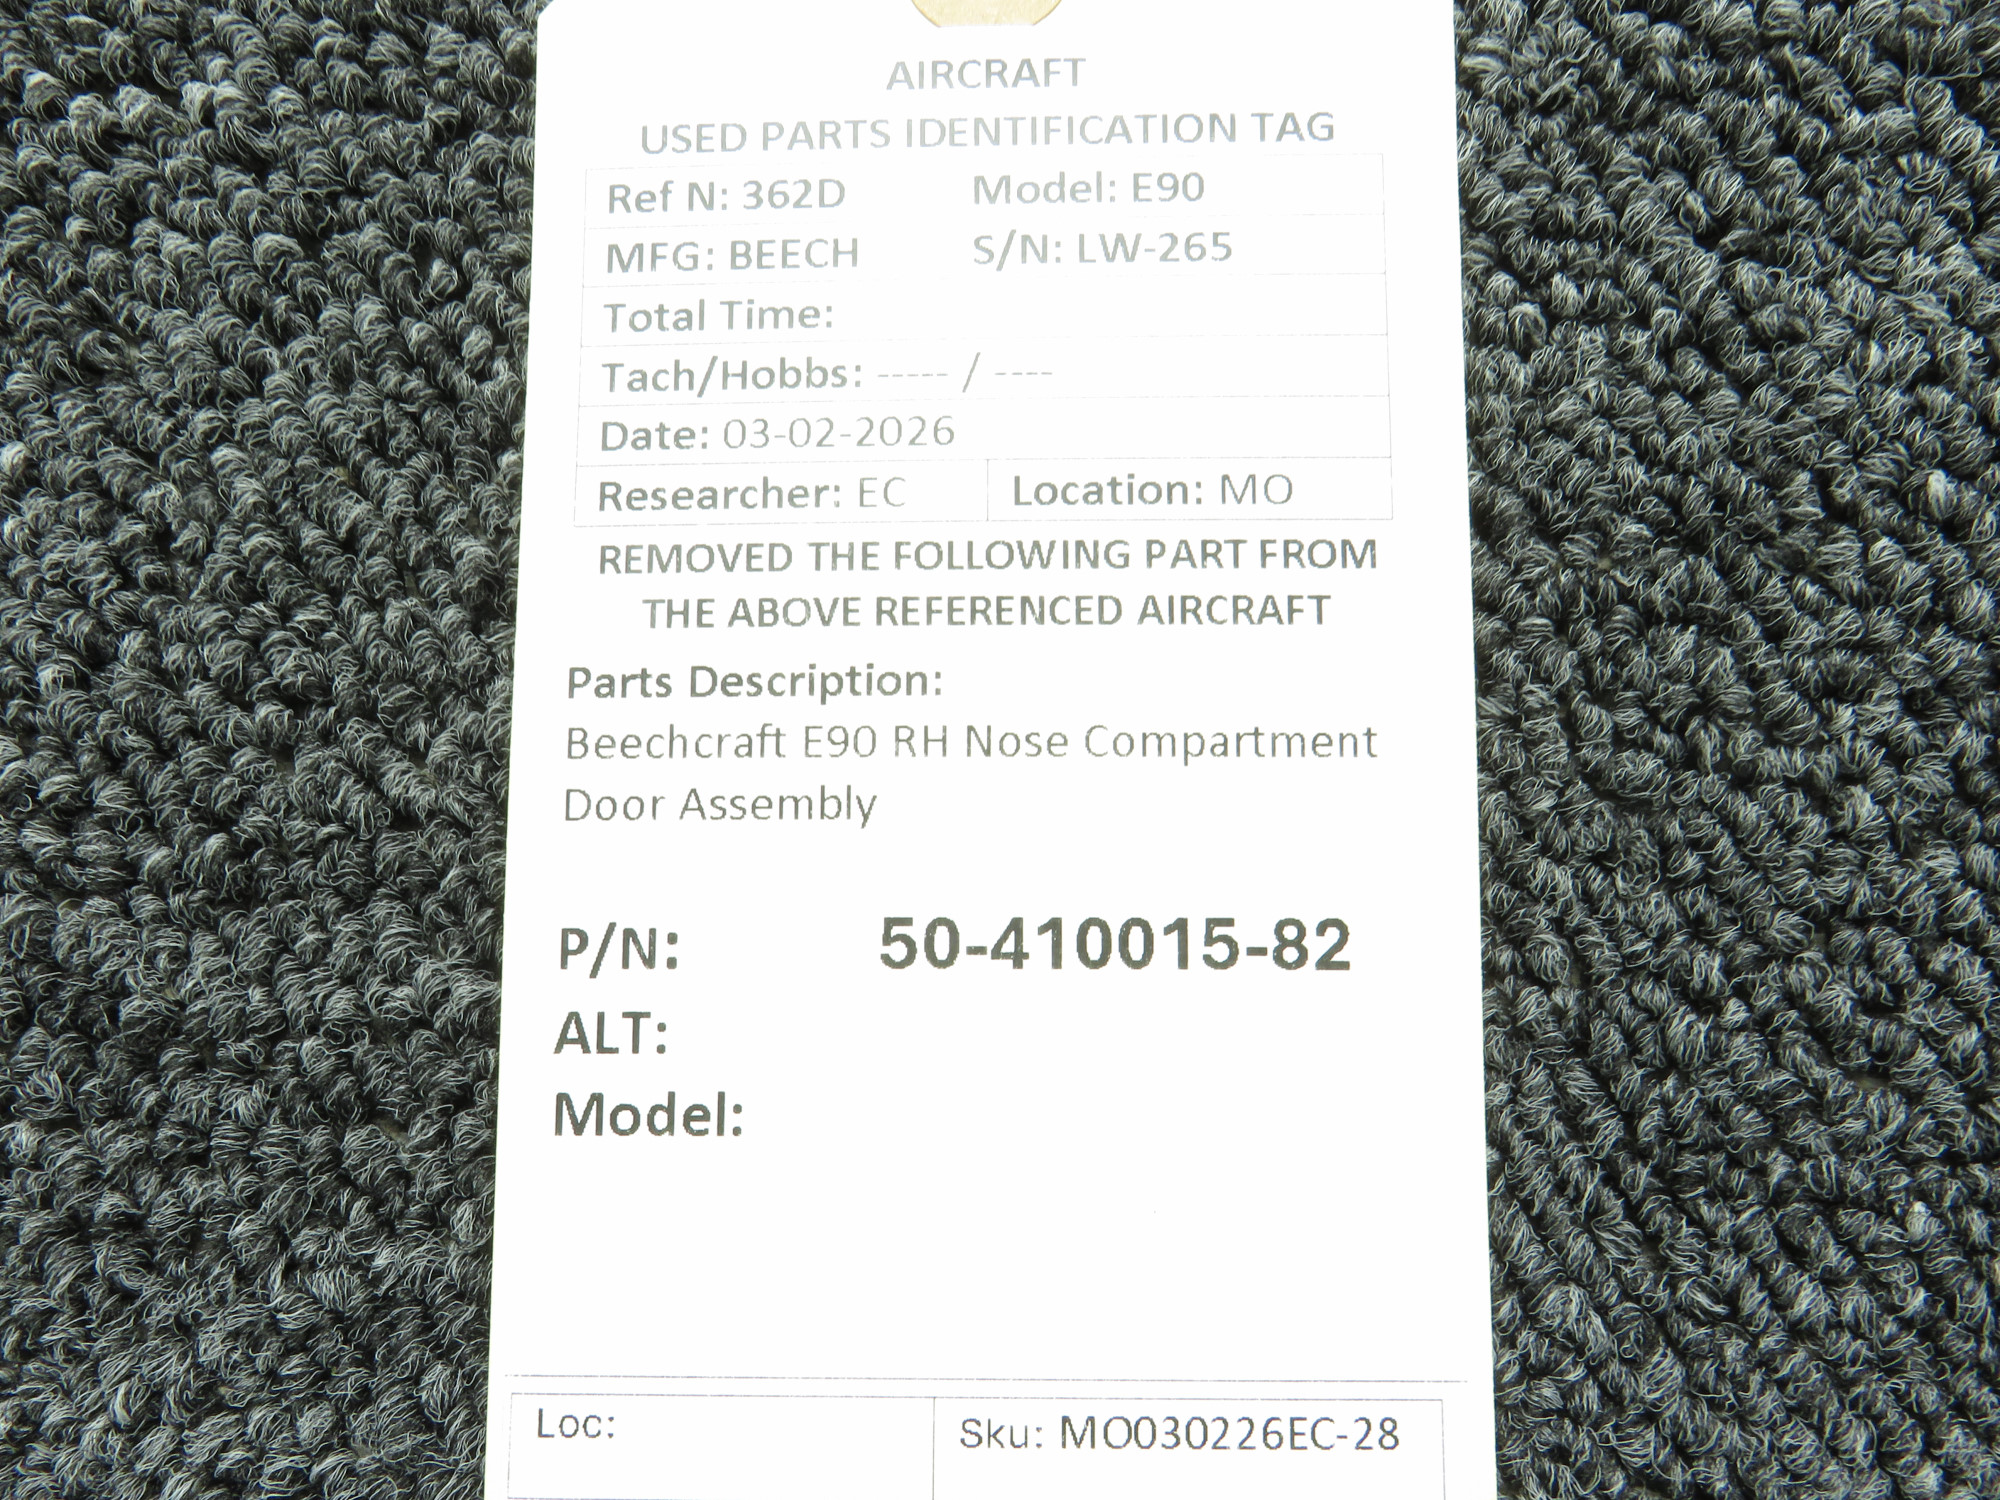 AIRCRAFT
USED PARTS IDENTIFICATION TAG
Ref N: 362D Model: E90
MFG: BEECH S/N: LW-265
Total Time:
Tach/Hobbs: ----- / ----
Date: 03-02-2026
Researcher: EC Location: MO
REMOVED THE FOLLOWING PART FROM
THE ABOVE REFERENCED AIRCRAFT
Parts Description:
Beechcraft E90 RH Nose Compartment
Door Assembly
P/N: 50-410015-82
ALT:
Model:
Loc: Sku: MO030226EC-28